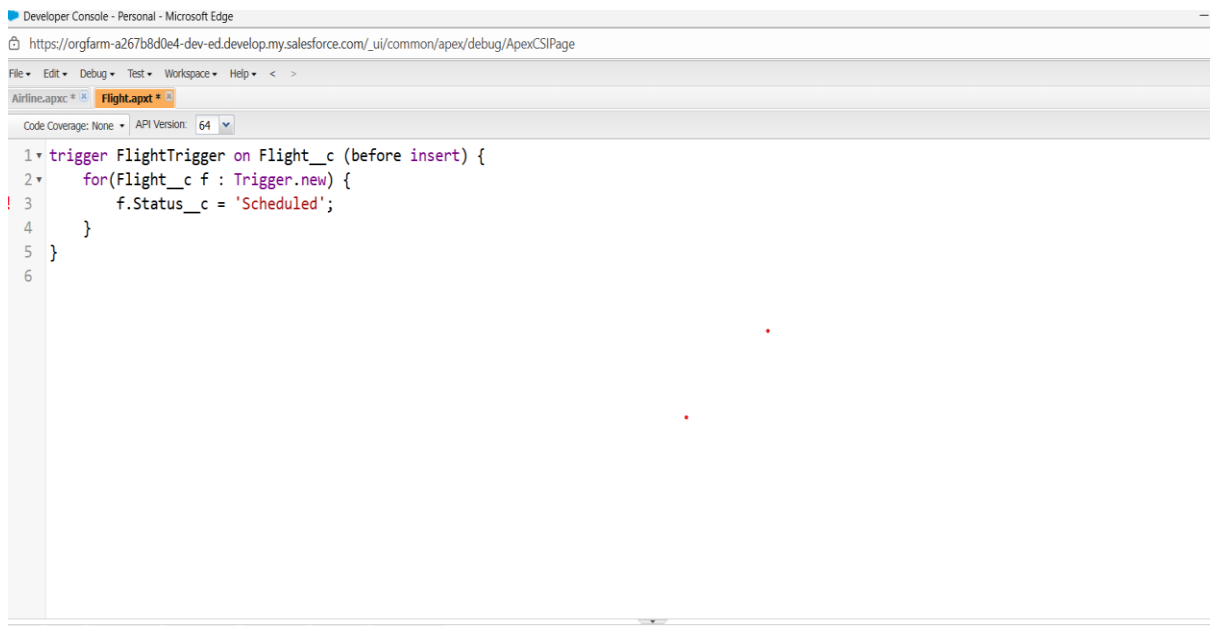 Developer Console - Personal - Microsoft Edge
https://orgfarm-a267b8d0e4-dev-ed.develop.my.salesforce.com/_ui/common/apex/debug/ApexCSIPage
File Edit Debug Test Workspace Help < >
Airline.apxc * Flight.apxt *
Code Coverage: None API Version: 64
1 trigger FlightTrigger on Flight__c (before insert) {
2 for(Flight__c f : Trigger.new) {
! 3 f.Status__c = 'Scheduled';
4 }
5 }
6